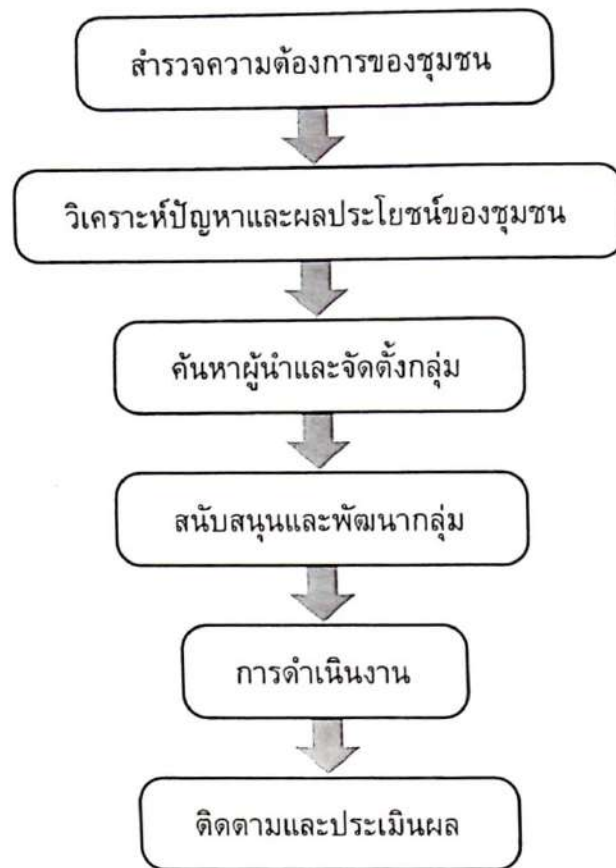 สำรวจความต้องการของชุมชน
วิเคราะห์ปัญหาและผลประโยชน์ของชุมชน
ค้นหาผู้นำและจัดตั้งกลุ่ม
สนับสนุนและพัฒนากลุ่ม
การดำเนินงาน
ติดตามและประเมินผล